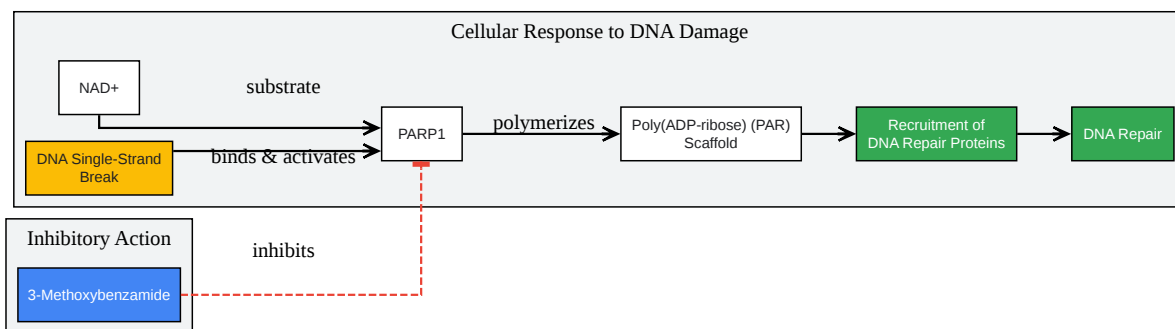 Cellular Response to DNA Damage
NAD+
substrate
DNA Single-Strand
Break
binds & activates
PARP1
polymerizes
Poly(ADP-ribose) (PAR)
Scaffold
Recruitment of
DNA Repair Proteins
DNA Repair
Inhibitory Action
3-Methoxybenzamide
inhibits